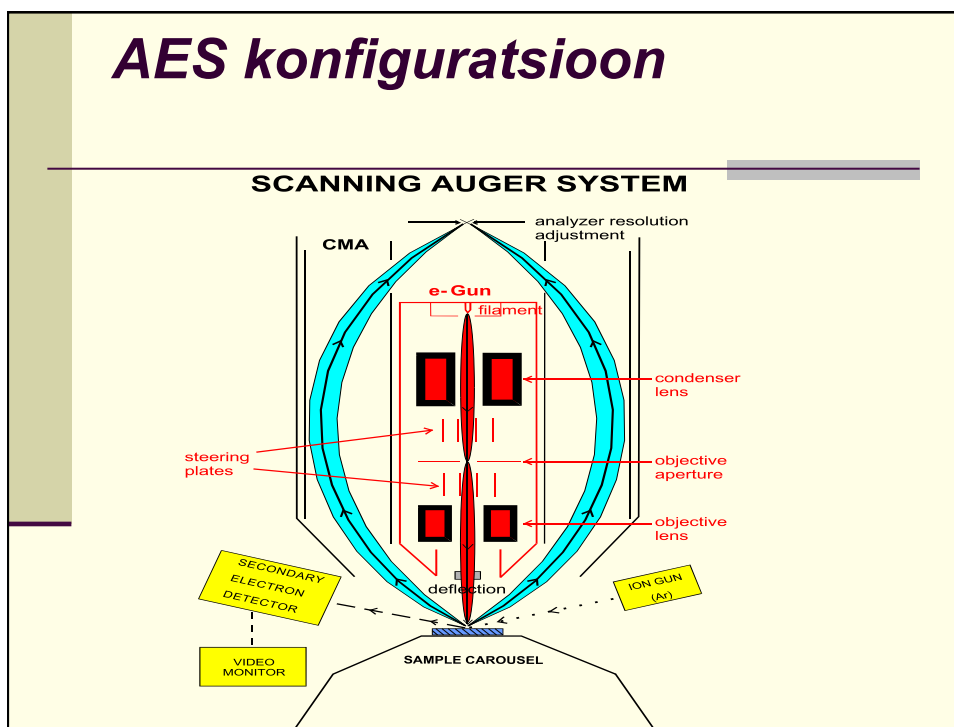 AES konfiguratsioon
SCANNING AUGER SYSTEM
analyzer resolution
adjustment
CMA
e-Gun
filament
condenser
lens
steering
plates
objective
aperture
objective
lens
SECONDARY
ELECTRON
DETECTOR
deflection
ION GUN
(Ar)
VIDEO
MONITOR
SAMPLE CAROUSEL